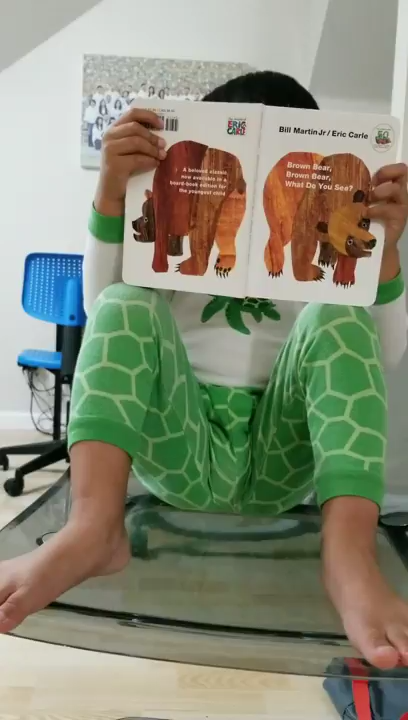 ERIC
CARLE
A beloved classic,
now available in a
board-book edition for
the youngest child
Bill Martin Jr / Eric Carle
50
Brown Bear,
Brown Bear,
What Do You See?